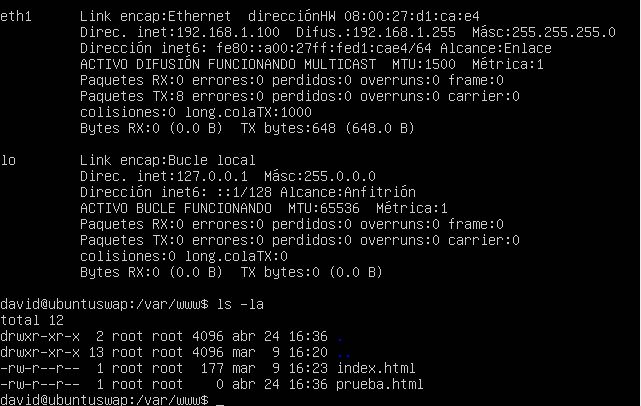 eth1      Link encap:Ethernet  direcciónHW 08:00:27:d1:ca:e4
          Direc. inet:192.168.1.100  Difus.:192.168.1.255  Másc:255.255.255.0
          Dirección inet6: fe80::a00:27ff:fed1:cae4/64 Alcance:Enlace
          ACTIVO DIFUSIÓN FUNCIONANDO MULTICAST  MTU:1500  Métrica:1
          Paquetes RX:0 errores:0 perdidos:0 overruns:0 frame:0
          Paquetes TX:8 errores:0 perdidos:0 overruns:0 carrier:0
          colisiones:0 long.colaTX:1000
          Bytes RX:0 (0.0 B)  TX bytes:648 (648.0 B)
lo        Link encap:Bucle local
          Direc. inet:127.0.0.1  Másc:255.0.0.0
          Dirección inet6: ::1/128 Alcance:Anfitrión
          ACTIVO BUCLE FUNCIONANDO  MTU:65536  Métrica:1
          Paquetes RX:0 errores:0 perdidos:0 overruns:0 frame:0
          Paquetes TX:0 errores:0 perdidos:0 overruns:0 carrier:0
          colisiones:0 long.colaTX:0
          Bytes RX:0 (0.0 B)  TX bytes:0 (0.0 B)
david@ubuntuswap:/var/www$ ls -la
total 12
drwxr-xr-x  2 root root 4096 abr 24 16:36 .
drwxr-xr-x 13 root root 4096 mar  9 16:20 ..
-rw-r--r--  1 root root  177 mar  9 16:23 index.html
-rw-r--r--  1 root root    0 abr 24 16:36 prueba.html
david@ubuntuswap:/var/www$ _